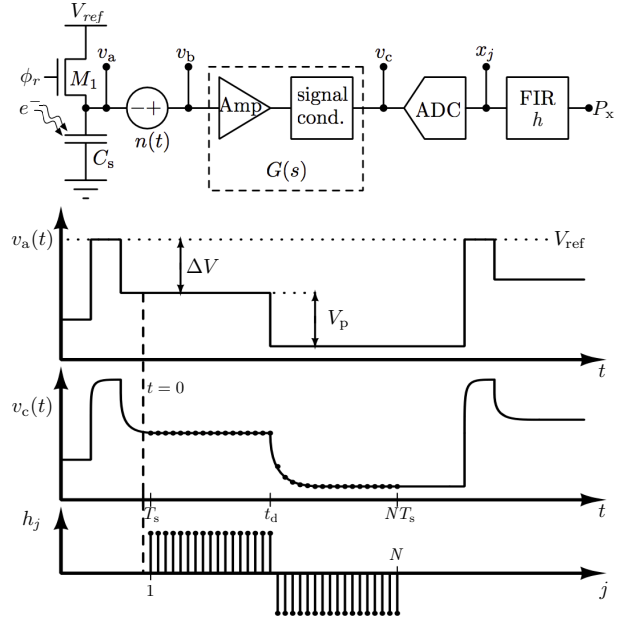 V_ref
v_a v_b v_c x_j
ϕ_r M_1
e^- −+ Amp signal cond. ADC FIR h P_x
C_s n(t) G(s)
v_a(t) V_ref
ΔV
V_p
t
v_c(t) t = 0
T_s t_d NT_s t
h_j N
1 j